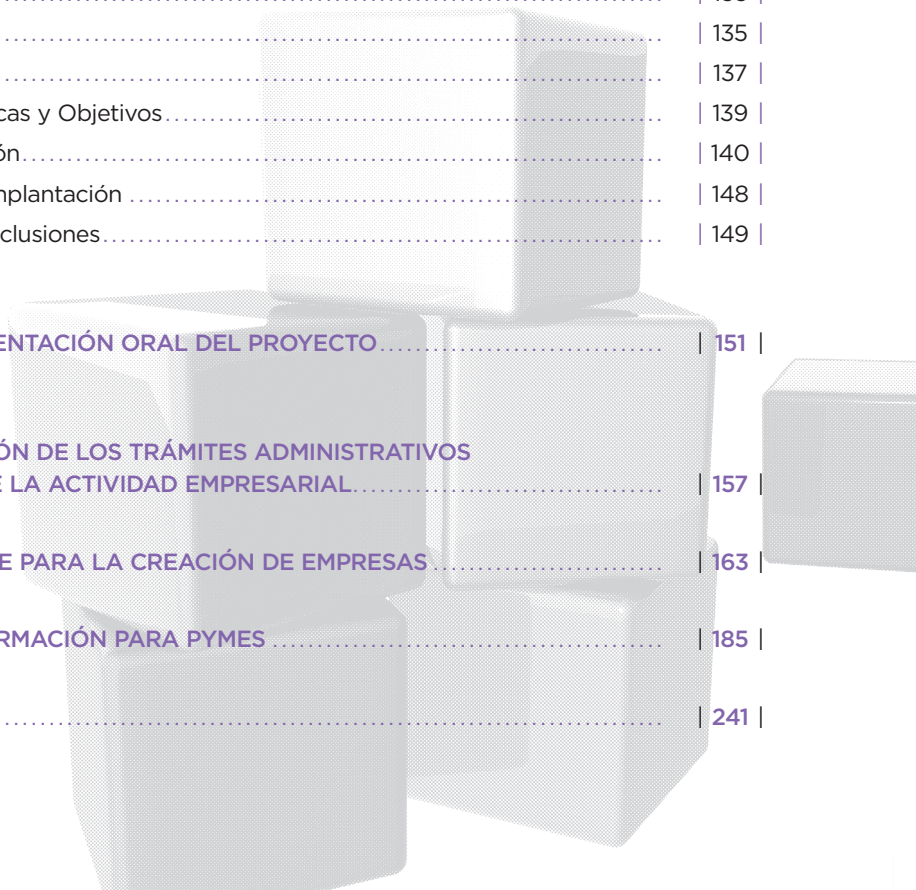 | 135 |
| 137 |
cas y Objetivos | 139 |
ón | 140 |
mplantación | 148 |
clusiones | 149 |
ENTACIÓN ORAL DEL PROYECTO | 151 |
ÓN DE LOS TRÁMITES ADMINISTRATIVOS
E LA ACTIVIDAD EMPRESARIAL | 157 |
E PARA LA CREACIÓN DE EMPRESAS | 163 |
RMACIÓN PARA PYMES | 185 |
| 241 |